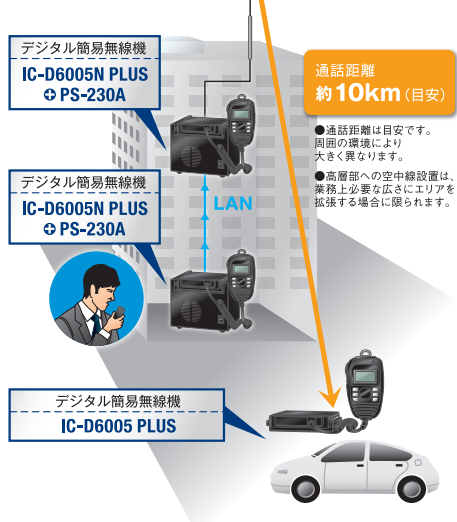 デジタル簡易無線機
IC-D6005N PLUS
✚PS-230A
通話距離
約10km（目安）
●通話距離は目安です。
周囲の環境により
大きく異なります。
●高層部への空中線設置は、
業務上必要な広さにエリアを
拡張する場合に限られます。
デジタル簡易無線機
IC-D6005N PLUS
✚PS-230A
LAN
デジタル簡易無線機
IC-D6005 PLUS